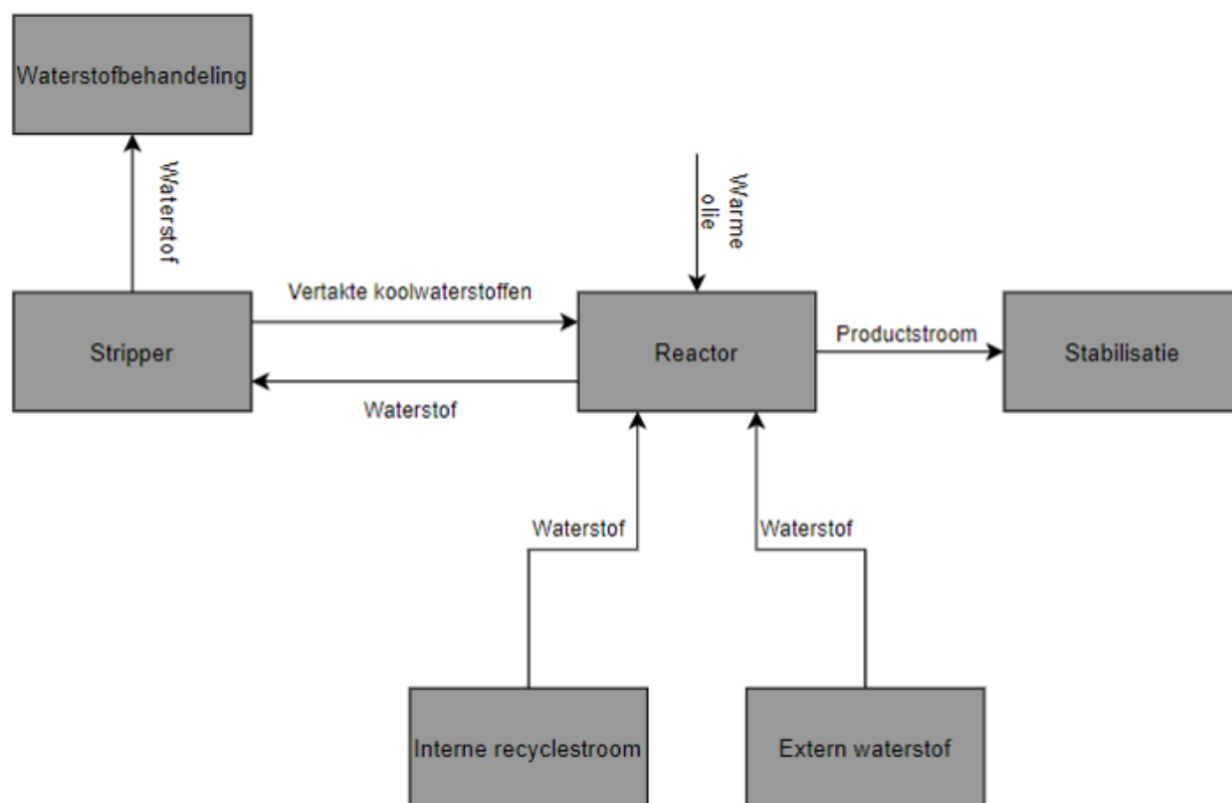 Waterstofbehandeling
Waterstof
Warme
olie
Vertakte koolwaterstoffen
Stripper
Reactor
Productstroom
Stabilisatie
Waterstof
Waterstof
Waterstof
Interne recyclestroom
Extern waterstof